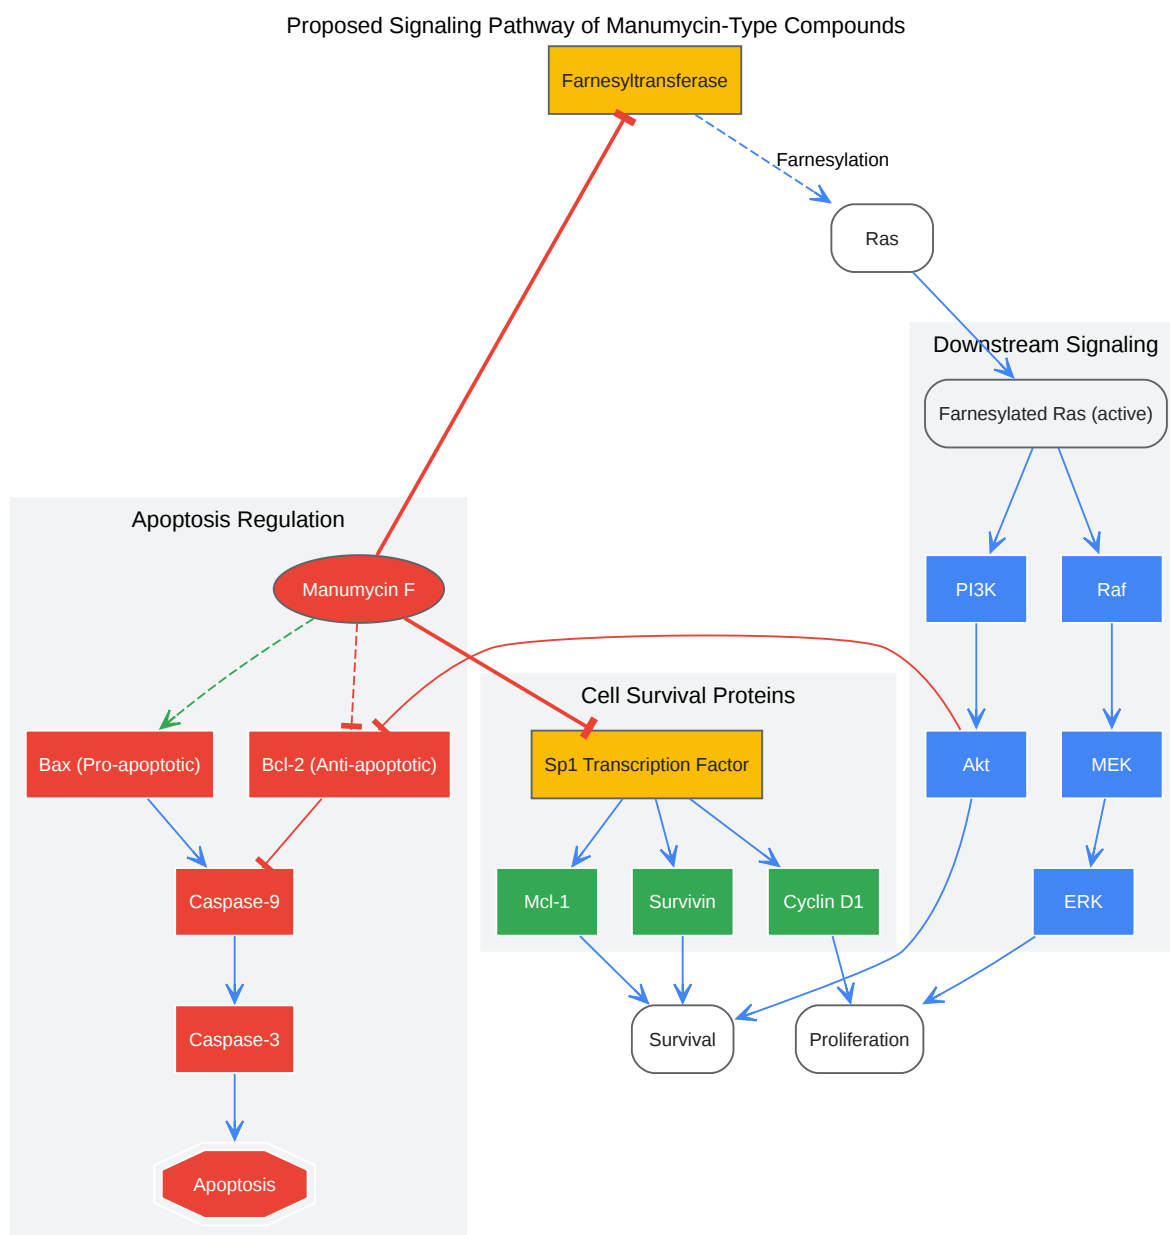 Proposed Signaling Pathway of Manumycin-Type Compounds
Farnesyltransferase
Farnesylation
Ras
Downstream Signaling
Farnesylated Ras (active)
Apoptosis Regulation
Manumycin F
PI3K
Raf
Cell Survival Proteins
Bax (Pro-apoptotic)
Bcl-2 (Anti-apoptotic)
Sp1 Transcription Factor
Akt
MEK
Caspase-9
Mcl-1
Survivin
Cyclin D1
ERK
Caspase-3
Survival
Proliferation
Apoptosis